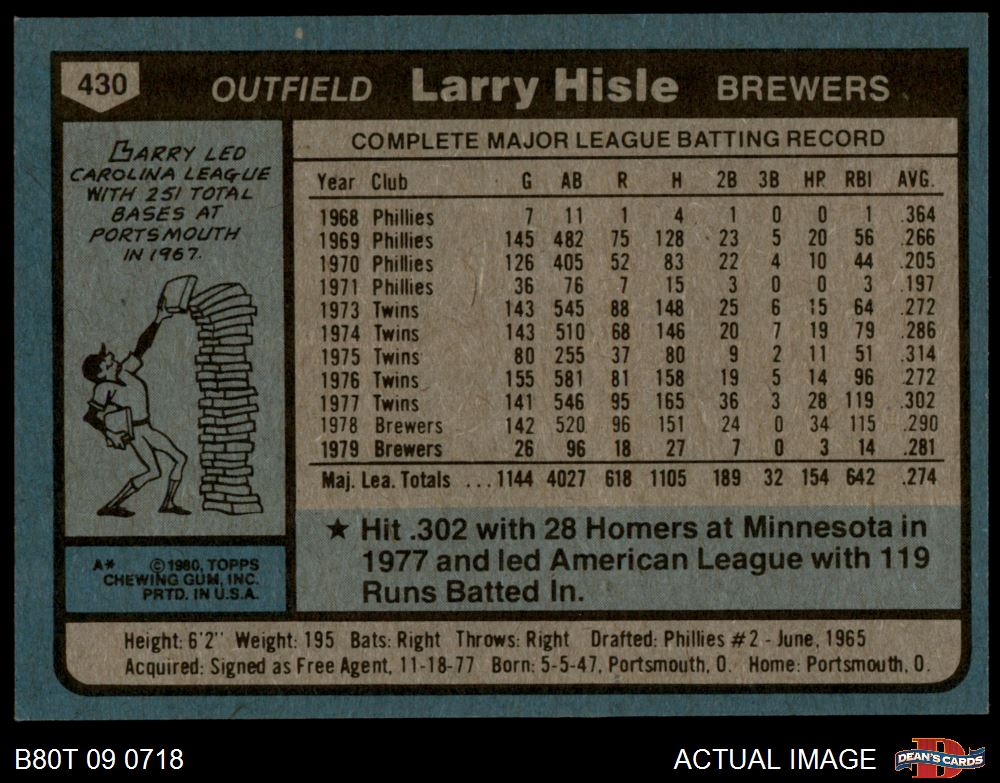 430 OUTFIELD Larry Hisle BREWERS
LARRY LED
CAROLINA LEAGUE
WITH 251 TOTAL
BASES AT
PORTSMOUTH
IN 1967.
COMPLETE MAJOR LEAGUE BATTING RECORD
Year Club G AB R H 2B 3B HR RBI AVG.
1968 Phillies 7 11 1 4 1 0 0 1 .364
1969 Phillies 145 482 75 128 23 5 20 56 .266
1970 Phillies 126 405 52 83 22 4 10 44 .205
1971 Phillies 36 76 7 15 3 0 0 3 .197
1973 Twins 143 545 88 148 25 6 15 64 .272
1974 Twins 143 510 68 146 20 7 19 79 .286
1975 Twins 80 255 37 80 9 2 11 51 .314
1976 Twins 155 581 81 158 19 5 14 96 .272
1977 Twins 141 546 95 165 36 3 28 119 .302
1978 Brewers 142 520 96 151 24 0 34 115 .290
1979 Brewers 26 96 18 27 7 0 3 14 .281
Maj. Lea. Totals ... 1144 4027 618 1105 189 32 154 642 .274
★ Hit .302 with 28 Homers at Minnesota in
1977 and led American League with 119
Runs Batted In.
A* ©1980, TOPPS
CHEWING GUM, INC.
PRTD. IN U.S.A.
Height: 6'2" Weight: 195 Bats: Right Throws: Right Drafted: Phillies #2 - June, 1965
Acquired: Signed as Free Agent, 11-18-77 Born: 5-5-47, Portsmouth, O. Home: Portsmouth, O.
B80T 09 0718 ACTUAL IMAGE D DEAN'S CARDS